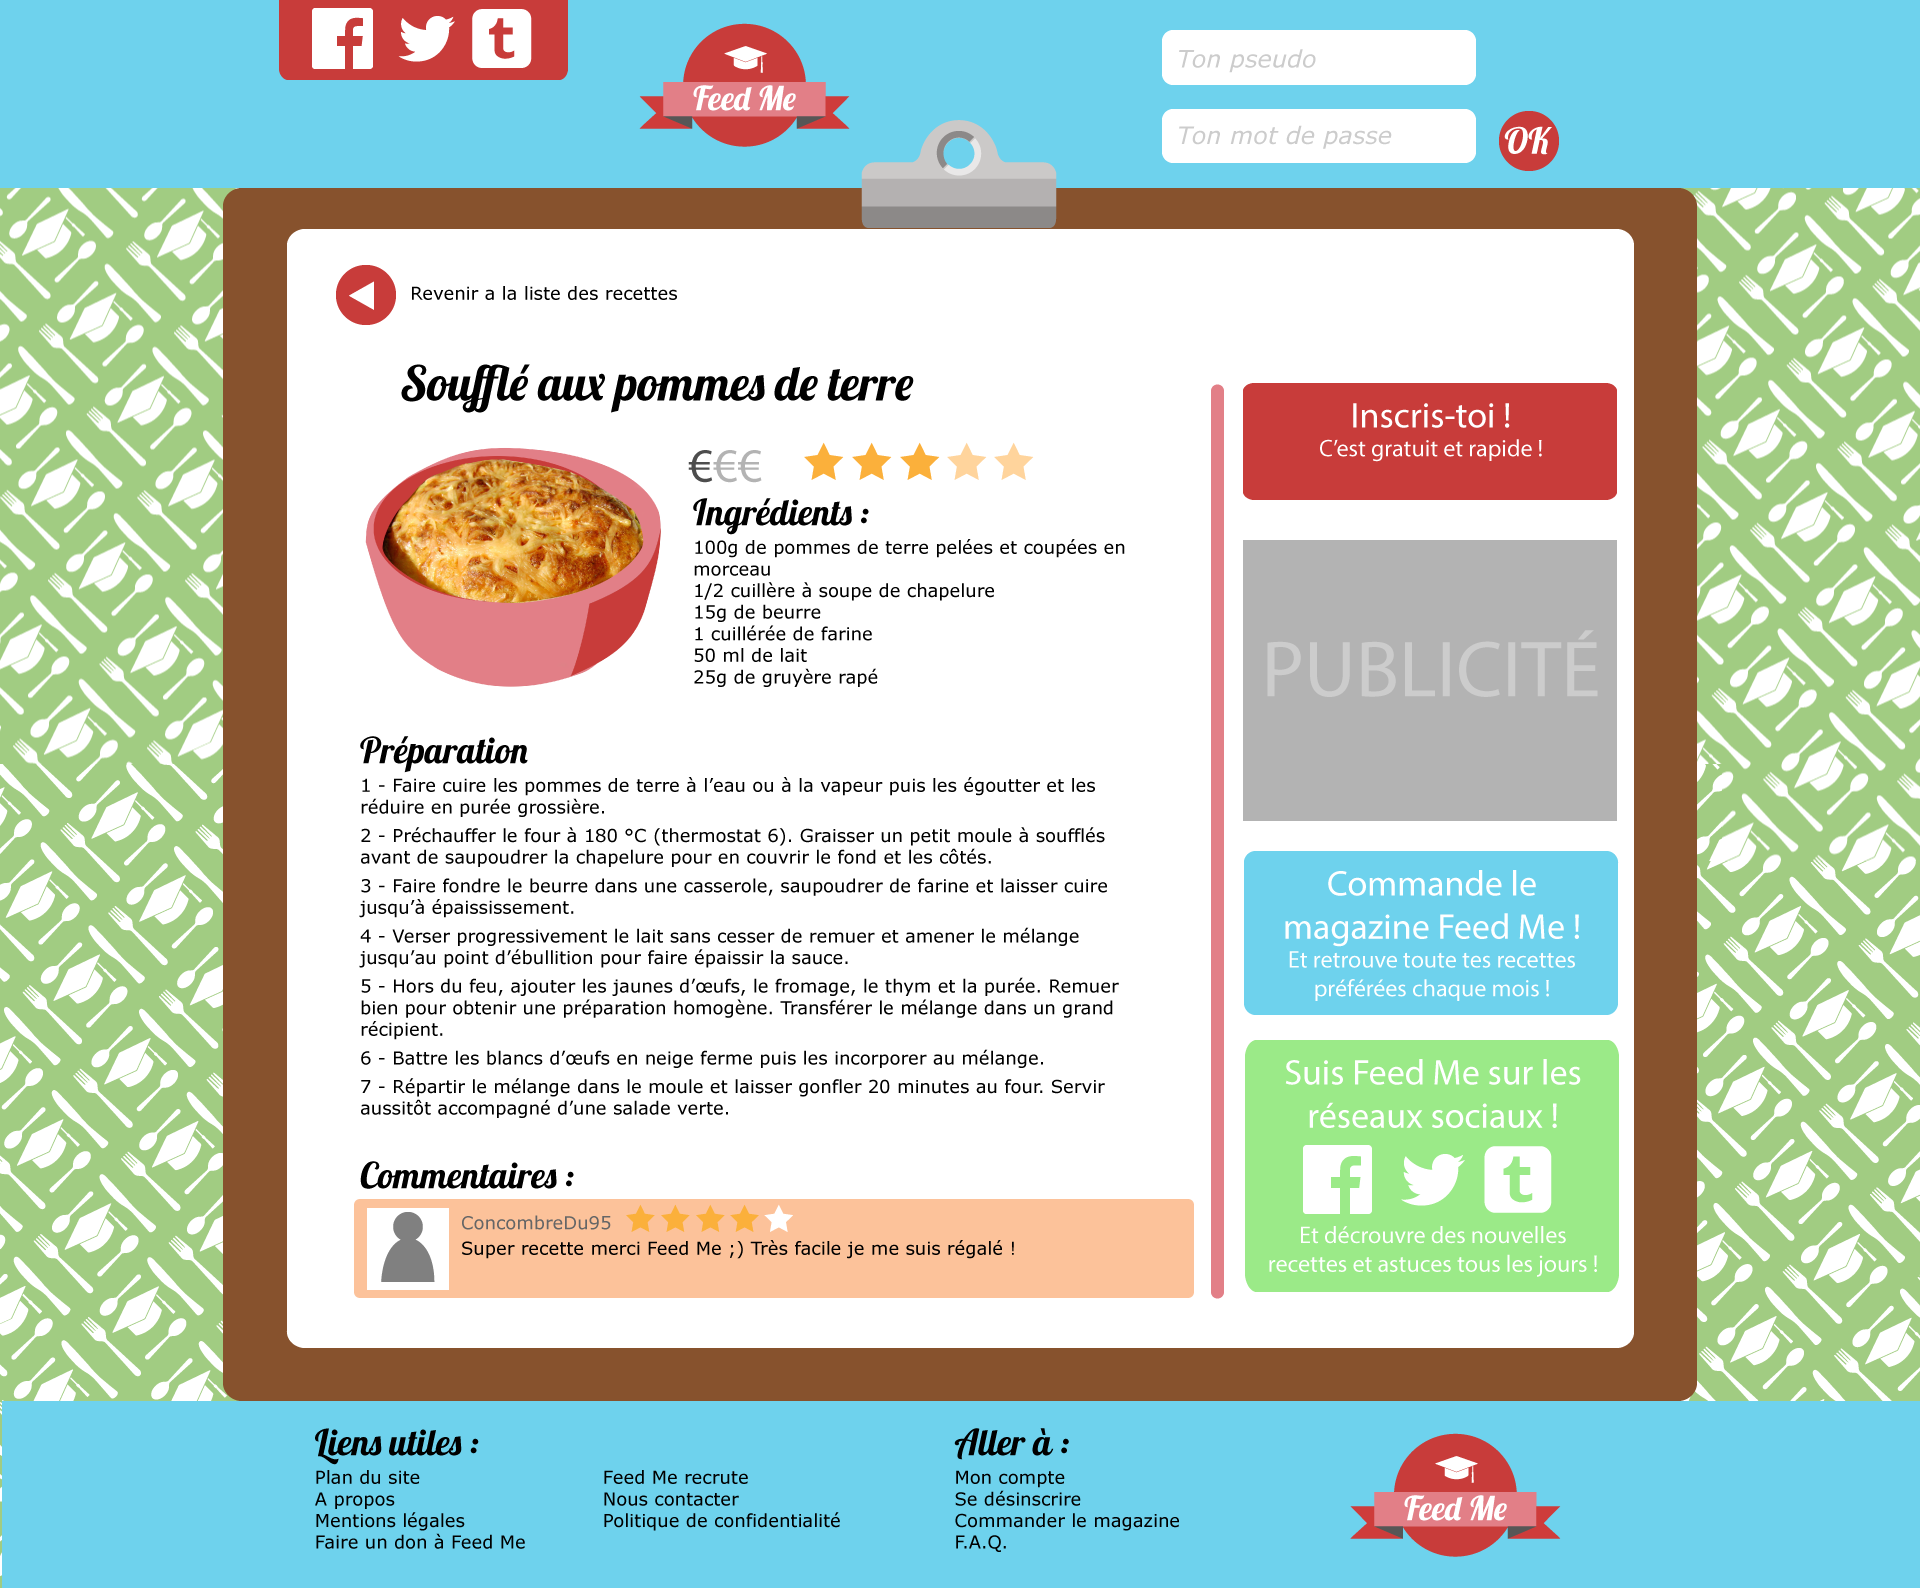 Feed Me
Ton pseudo
Ton mot de passe
OK
Revenir a la liste des recettes
Soufflé aux pommes de terre
€€€
Ingrédients :
100g de pommes de terre pelées et coupées en
morceau
1/2 cuillère à soupe de chapelure
15g de beurre
1 cuillérée de farine
50 ml de lait
25g de gruyère rapé
Préparation
1 - Faire cuire les pommes de terre à l’eau ou à la vapeur puis les égoutter et les
réduire en purée grossière.
2 - Préchauffer le four à 180 °C (thermostat 6). Graisser un petit moule à soufflés
avant de saupoudrer la chapelure pour en couvrir le fond et les côtés.
3 - Faire fondre le beurre dans une casserole, saupoudrer de farine et laisser cuire
jusqu’à épaississement.
4 - Verser progressivement le lait sans cesser de remuer et amener le mélange
jusqu’au point d’ébullition pour faire épaissir la sauce.
5 - Hors du feu, ajouter les jaunes d’œufs, le fromage, le thym et la purée. Remuer
bien pour obtenir une préparation homogène. Transférer le mélange dans un grand
récipient.
6 - Battre les blancs d’œufs en neige ferme puis les incorporer au mélange.
7 - Répartir le mélange dans le moule et laisser gonfler 20 minutes au four. Servir
aussitôt accompagné d’une salade verte.
Commentaires :
ConcombreDu95
Super recette merci Feed Me ;) Très facile je me suis régalé !
Inscris-toi !
C’est gratuit et rapide !
PUBLICITÉ
Commande le
magazine Feed Me !
Et retrouve toute tes recettes
préférées chaque mois !
Suis Feed Me sur les
réseaux sociaux !
Et découvre des nouvelles
recettes et astuces tous les jours !
Liens utiles :
Plan du site
A propos
Mentions légales
Faire un don à Feed Me
Feed Me recrute
Nous contacter
Politique de confidentialité
Aller à :
Mon compte
Se désinscrire
Commander le magazine
F.A.Q.
Feed Me